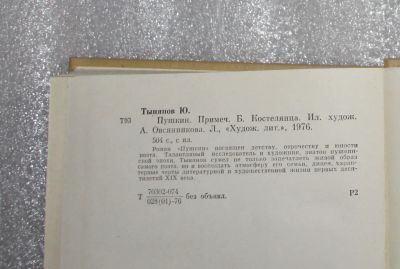 Тынянов Ю.
Т93 Пушкин. Примеч. Б. Костелянца. Ил. худож.
А. Овсянникова. Л., «Худож. лит.», 1976.
504 с., с ил.
Роман «Пушкин» посвящен детству, отрочеству и юности
поэта. Талантливый исследователь и художник, знаток пушкин-
ской эпохи, Тынянов сумел не только запечатлеть живой образ
самого поэта, но и воссоздать атмосферу его семьи, лицея, харак-
терные черты литературной и художественной жизни первых деся-
тилетий XIX века.
Т 70302-074
028(01)-76 без объявл. Р2